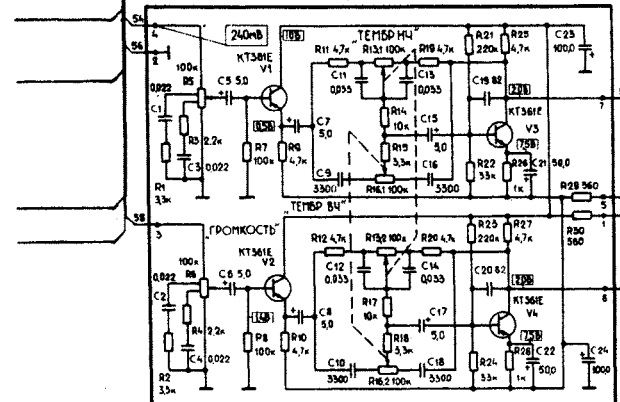 54
4
240мВ
56
2
100к
R5
0,022
C1
R3 2,2к
C3 0,022
R1
3,3к
C5 5,0
КТ361Е
V1
10В
0,5В
R7
100к
R9
4,7к
C7
5,0
"ТЕМБР НЧ"
R11 4,7к
R13,1 100к
R19 4,7к
C11
0,033
C13
0,033
R14
10к
C15
5,0
R15
3,3к
C9
3300
R16,1 100к
C16
3300
R21
220к
R25
4,7к
C19 82
2,0В
КТ361Е
V3
7,5В
R22
33к
R26
1к
C21 50,0
C23
100,0
7
R29 560
5
1
R30
560
58
3
"ГРОМКОСТЬ"
"ТЕМБР ВЧ"
100к
R6
0,022
C2
R4 2,2к
C4 0,022
R2
3,3к
C6 5,0
КТ361Е
V2
R8
100к
R10
4,7к
C8
5,0
R12 4,7к
R13,2 100к
R20 4,7к
C12
0,033
C14
0,033
R17
10к
C17
5,0
R18
3,3к
C10
3300
R16,2 100к
C18
3300
R23
220к
R27
4,7к
C20 82
2,0В
КТ361Е
V4
7,5В
R24
33к
1к
C22
50,0
C24
100,0